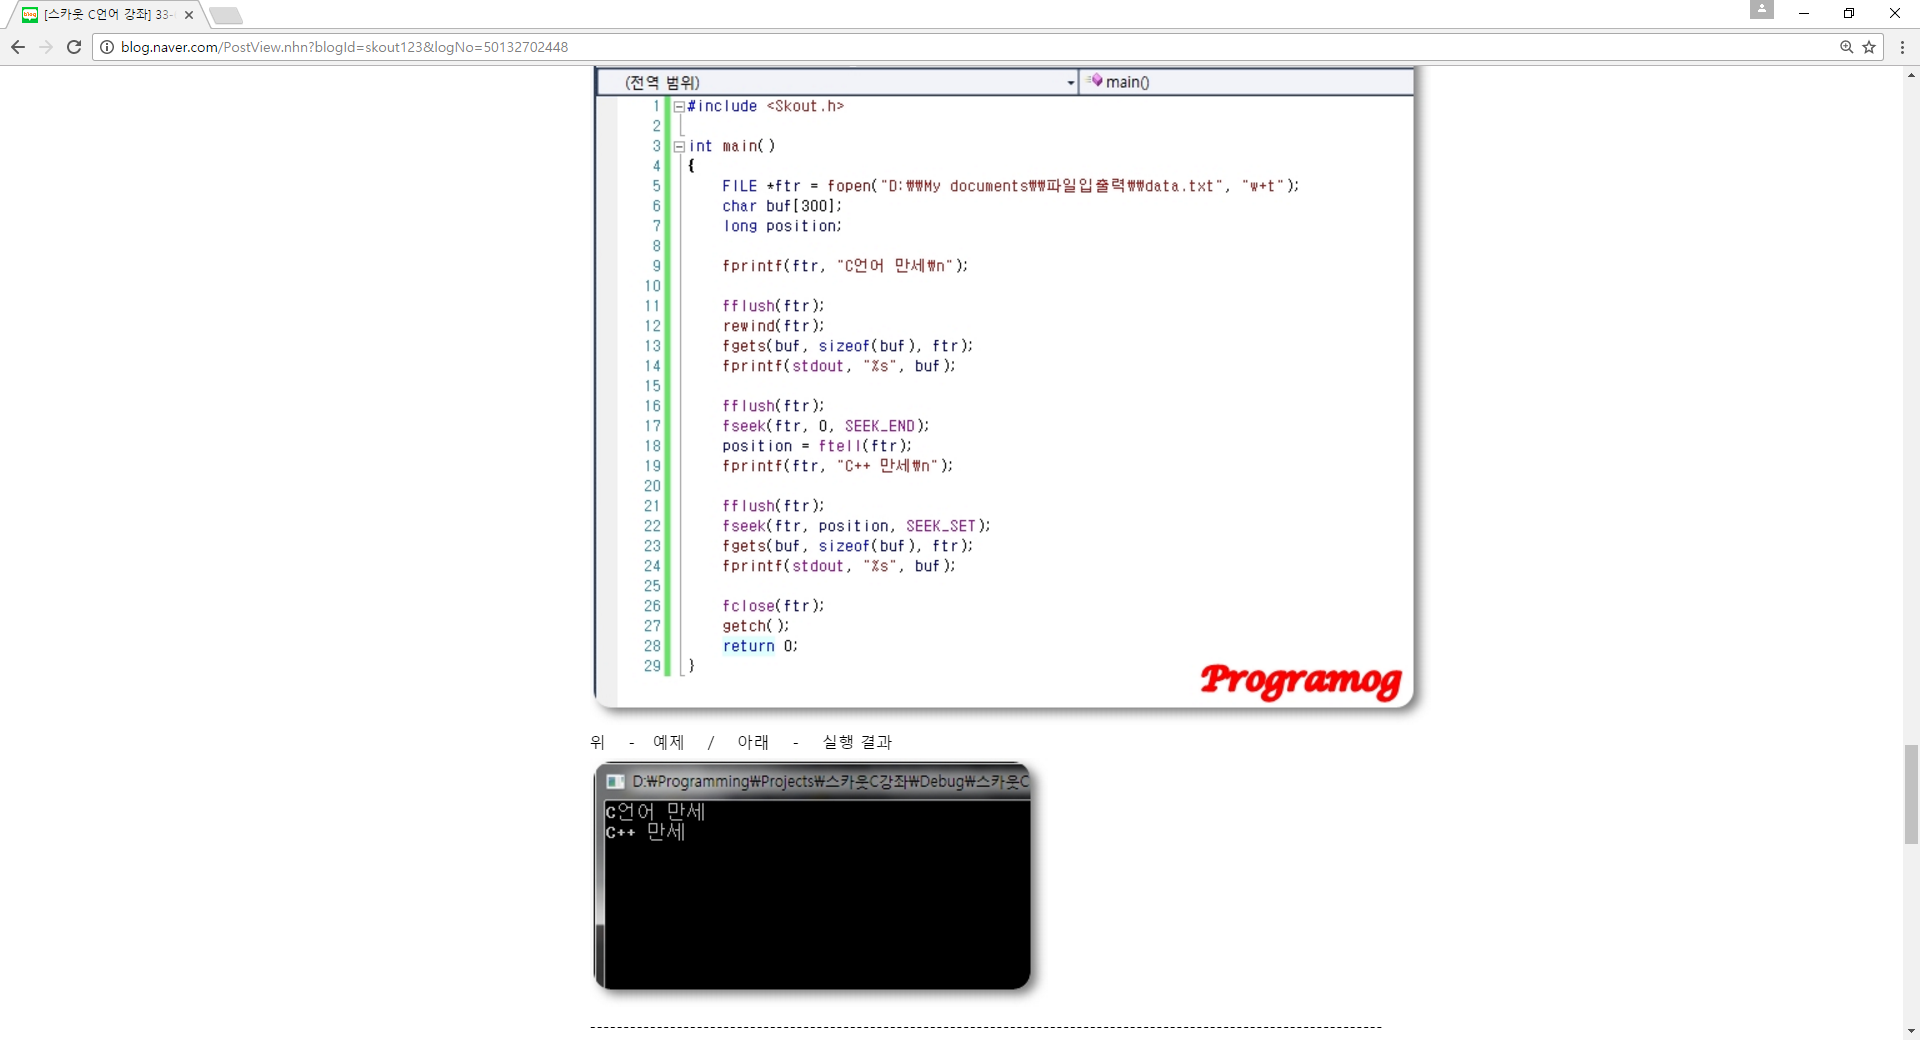 [스카웃 C언어 강좌] 33-
blog.naver.com/PostView.nhn?blogId=skout123&logNo=50132702448
(전역 범위) main()
1 #include <Skout.h>
2
3 int main()
4 {
5 FILE *ftr = fopen("D:₩₩My documents₩₩파일입출력₩₩data.txt", "w+t");
6 char buf[300];
7 long position;
8
9 fprintf(ftr, "C언어 만세₩n");
10
11 fflush(ftr);
12 rewind(ftr);
13 fgets(buf, sizeof(buf), ftr);
14 fprintf(stdout, "%s", buf);
15
16 fflush(ftr);
17 fseek(ftr, 0, SEEK_END);
18 position = ftell(ftr);
19 fprintf(ftr, "C++ 만세₩n");
20
21 fflush(ftr);
22 fseek(ftr, position, SEEK_SET);
23 fgets(buf, sizeof(buf), ftr);
24 fprintf(stdout, "%s", buf);
25
26 fclose(ftr);
27 getch();
28 return 0;
29 }
Programog
위 - 예제 / 아래 - 실행 결과
D:₩Programming₩Projects₩스카웃C강좌₩Debug₩스카웃C
C언어 만세
C++ 만세